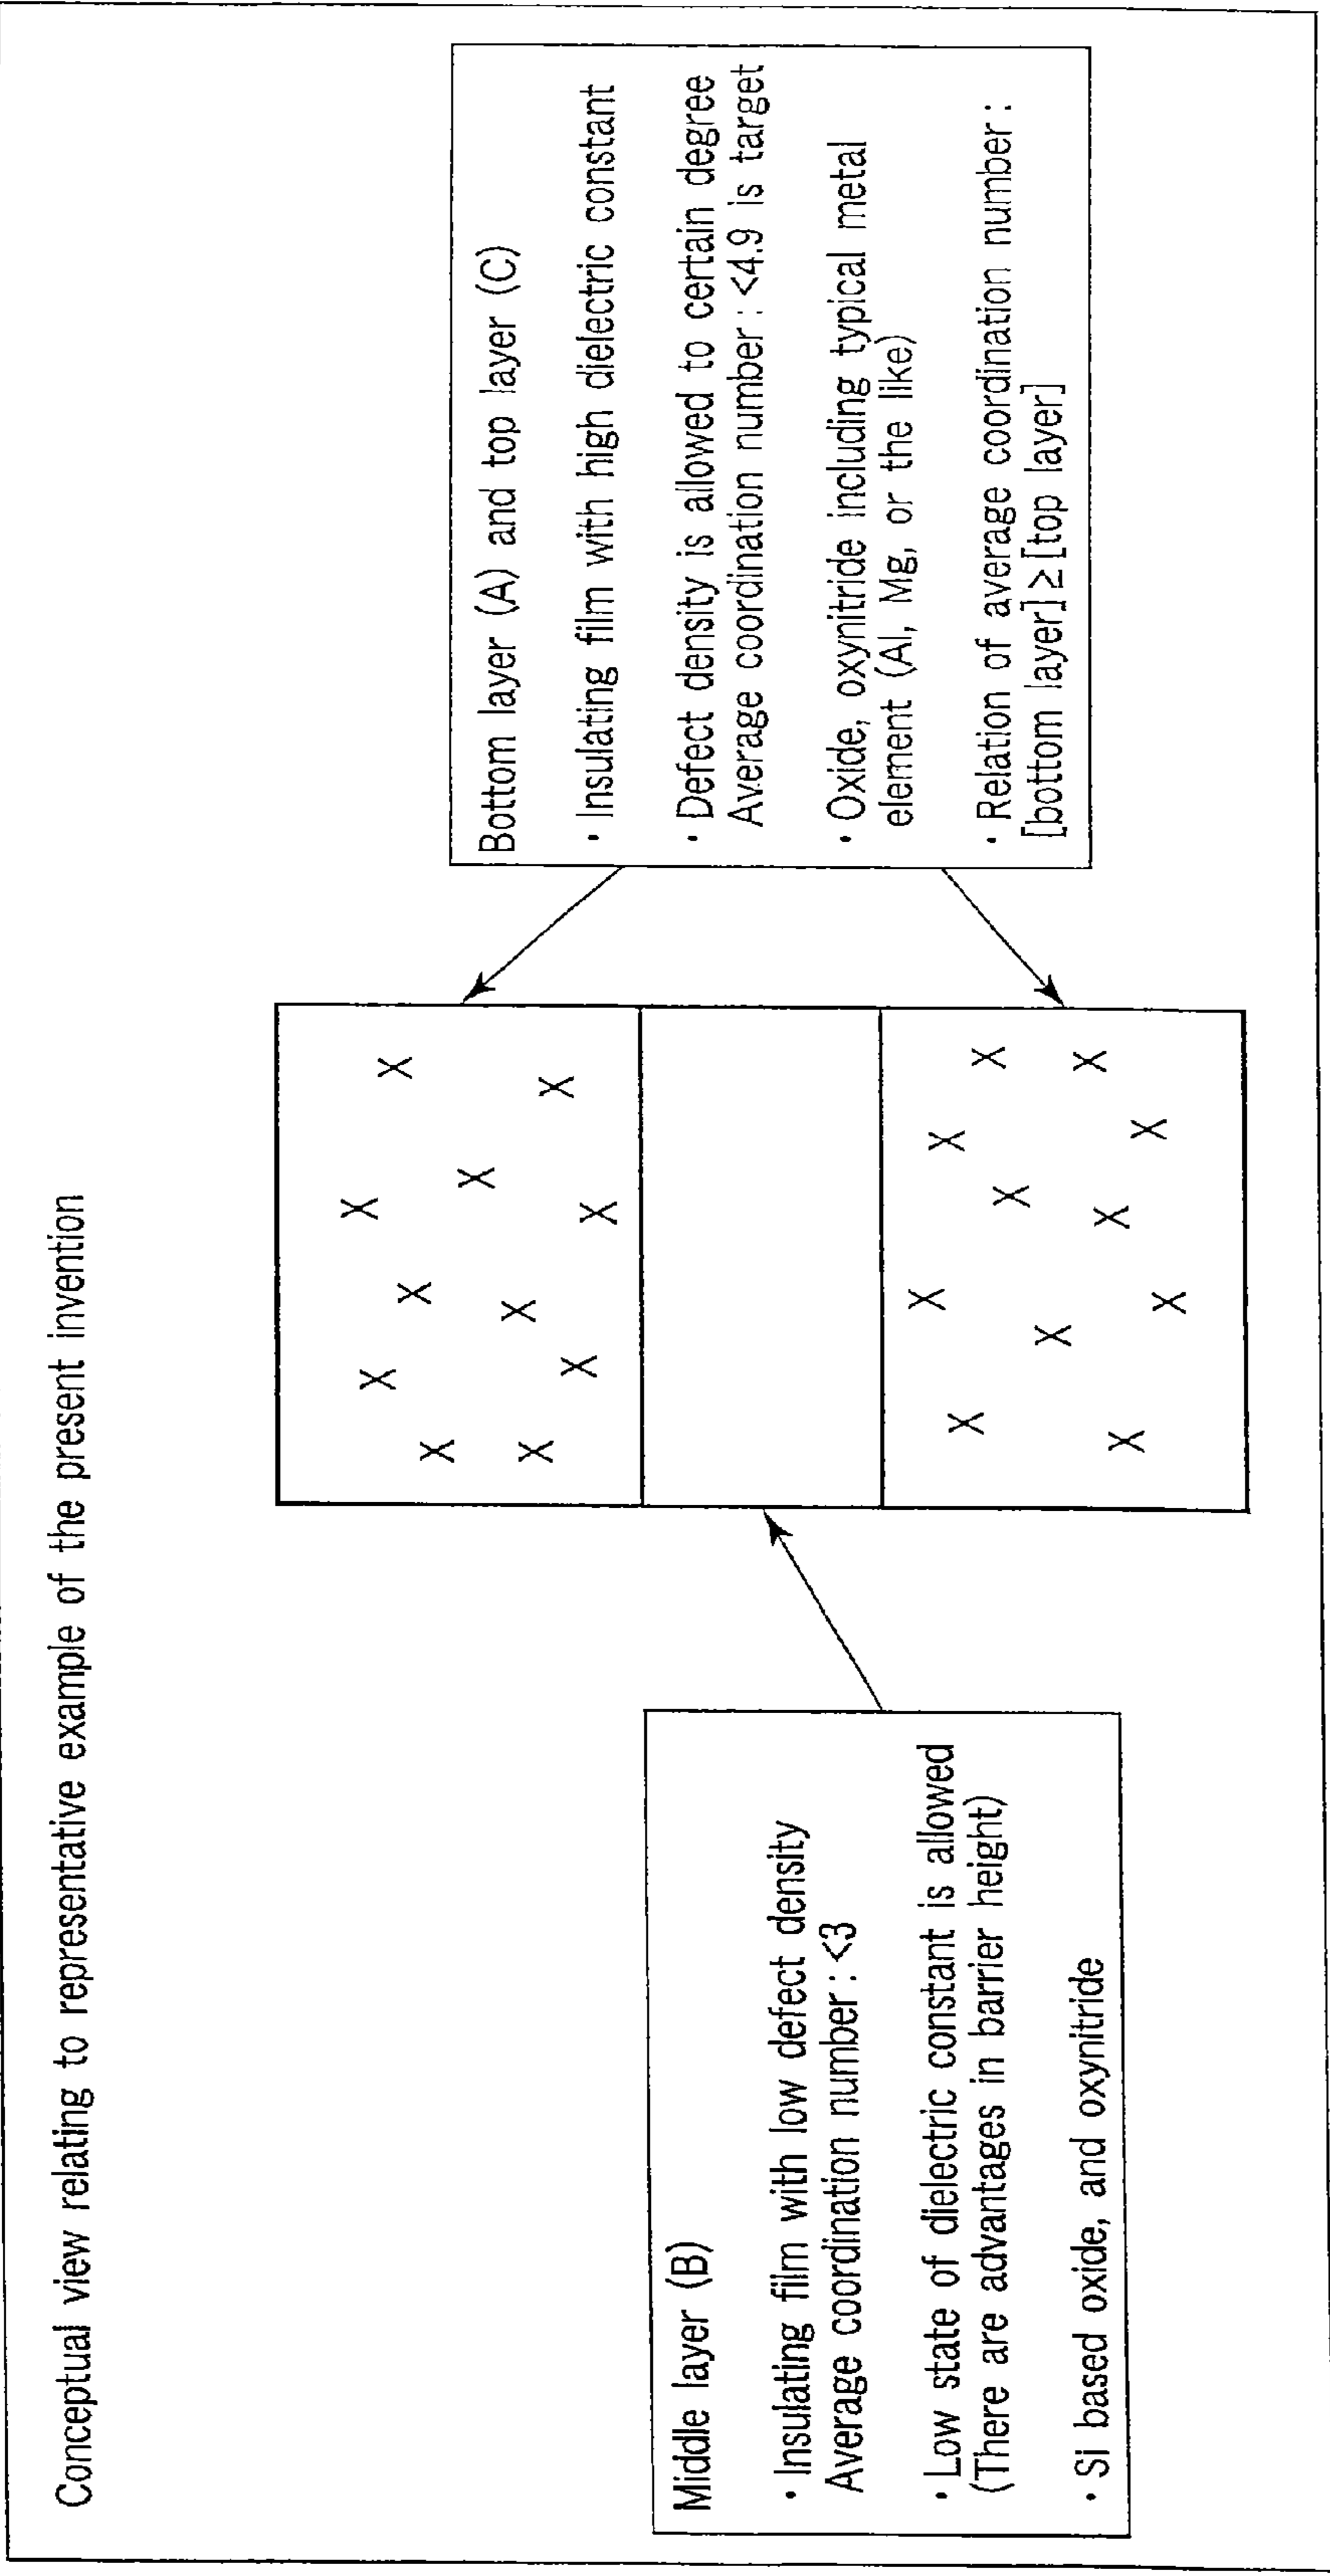 Conceptual view relating to representative example of the present invention
Middle layer (B)
・Insulating film with low defect density
Average coordination number : <3
・Low state of dielectric constant is allowed
(There are advantages in barrier height)
・Si based oxide, and oxynitride
X X X X X X X X X X X
X X X X X X X X X X X
Bottom layer (A) and top layer (C)
・Insulating film with high dielectric constant
・Defect density is allowed to certain degree
Average coordination number : <4.9 is target
・Oxide, oxynitride including typical metal
element (Al, Mg, or the like)
・Relation of average coordination number :
[bottom layer]≥[top layer]